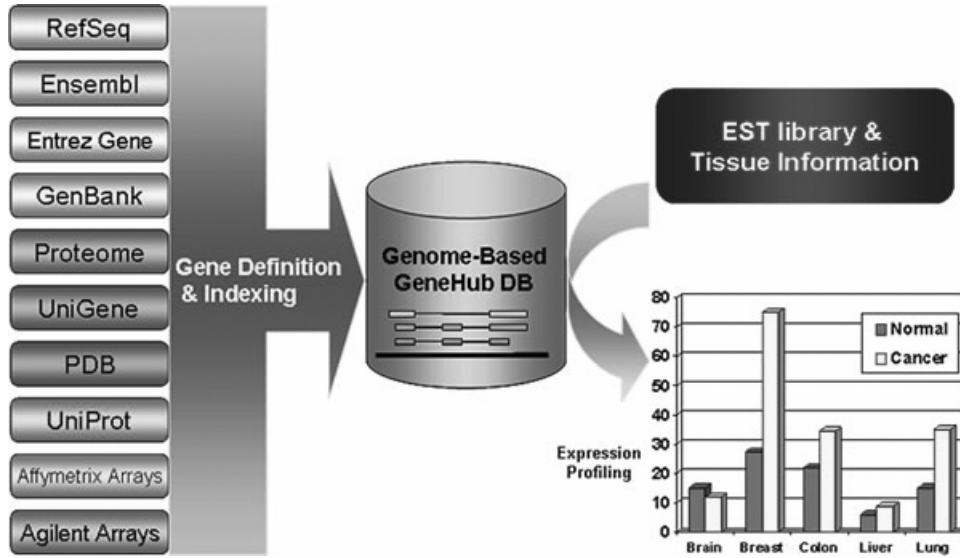 RefSeq
Ensembl
Entrez Gene
GenBank
Proteome
UniGene
PDB
UniProt
Affymetrix Arrays
Agilent Arrays
Gene Definition
& Indexing
Genome-Based
GeneHub DB
EST library &
Tissue Information
Expression
Profiling
80
70
60
50
40
30
20
10
0
Normal
Cancer
Brain Breast Colon Liver Lung